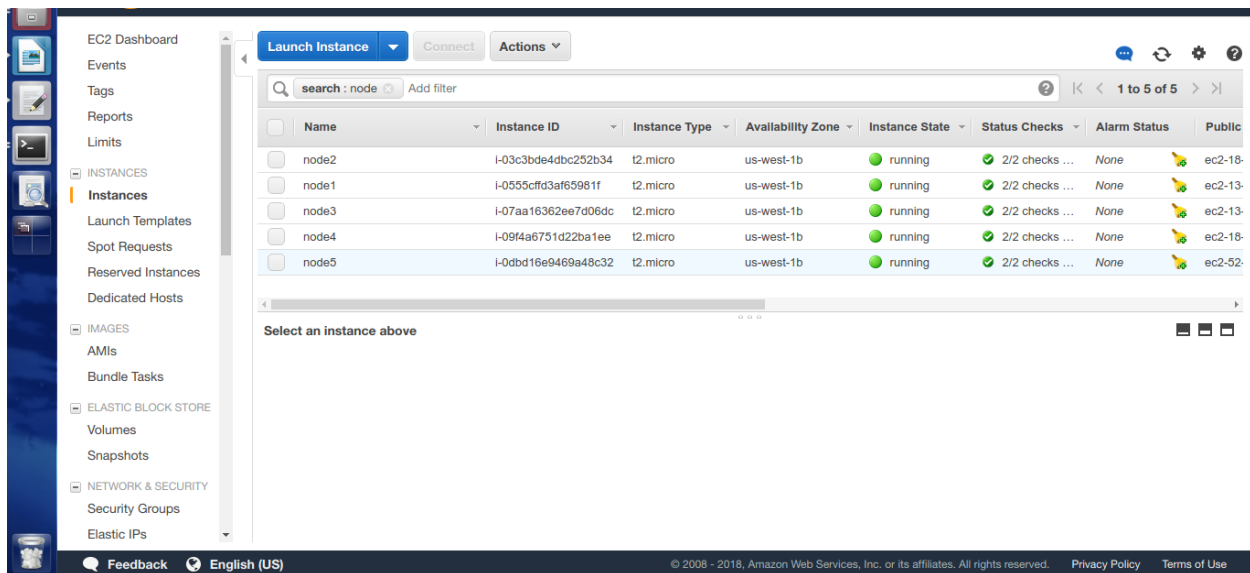 EC2 Dashboard
Events
Tags
Reports
Limits
INSTANCES
Instances
Launch Templates
Spot Requests
Reserved Instances
Dedicated Hosts
IMAGES
AMIs
Bundle Tasks
ELASTIC BLOCK STORE
Volumes
Snapshots
NETWORK & SECURITY
Security Groups
Elastic IPs
Launch Instance Connect Actions
search : node Add filter 1 to 5 of 5
Name Instance ID Instance Type Availability Zone Instance State Status Checks Alarm Status Public
node2 i-03c3bde4dbc252b34 t2.micro us-west-1b running 2/2 checks ... None ec2-18-
node1 i-0555cffd3af65981f t2.micro us-west-1b running 2/2 checks ... None ec2-13-
node3 i-07aa16362ee7d06dc t2.micro us-west-1b running 2/2 checks ... None ec2-13-
node4 i-09f4a6751d22ba1ee t2.micro us-west-1b running 2/2 checks ... None ec2-18-
node5 i-0dbd16e9469a48c32 t2.micro us-west-1b running 2/2 checks ... None ec2-52-
Select an instance above
Feedback English (US) © 2008 - 2018, Amazon Web Services, Inc. or its affiliates. All rights reserved. Privacy Policy Terms of Use